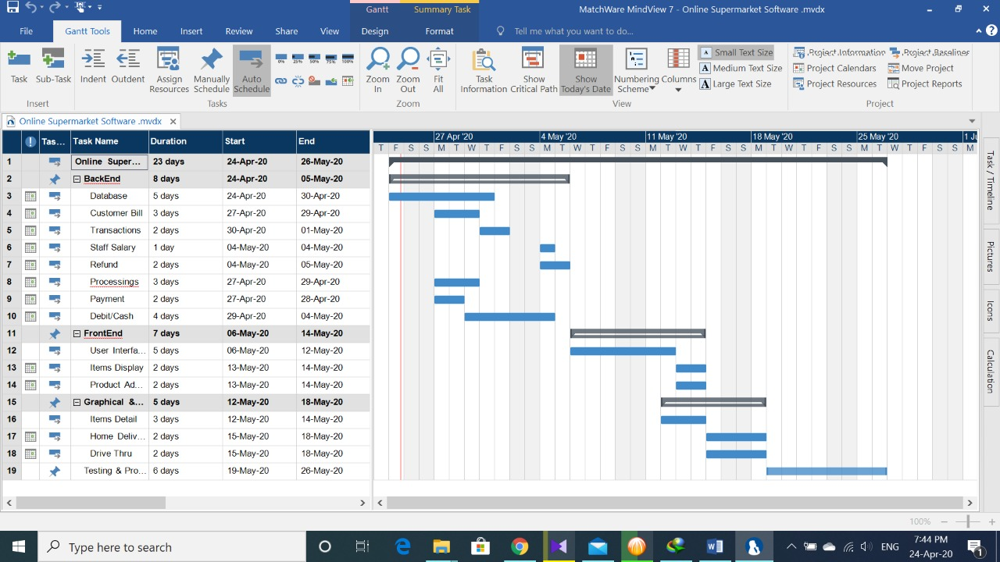 Gantt Summary Task MatchWare MindView 7 - Online Supermarket Software .mvdx
File Gantt Tools Home Insert Review Share View Design Format Tell me what you want to do...
0% 25% 50% 75% 100%
A Small Text Size Project Information Project Baselines
A Medium Text Size Project Calendars Move Project
A Large Text Size Project Resources Project Reports
Task Sub-Task Indent Outdent Assign Resources Manually Schedule Auto Schedule Zoom In Zoom Out Fit All Task Information Show Critical Path Show Today's Date Numbering Scheme Columns
Insert Tasks Zoom View Project
Online Supermarket Software .mvdx
Tas... Task Name Duration Start End
27 Apr '20 4 May '20 11 May '20 18 May '20 25 May '20 1 Ju
T F S S M T W T F S S M T W T F S S M T W T F S S M T W T F S S M T W T F S S M
1 Online Super... 23 days 24-Apr-20 26-May-20
2 BackEnd 8 days 24-Apr-20 05-May-20
3 Database 5 days 24-Apr-20 30-Apr-20
4 Customer Bill 3 days 27-Apr-20 29-Apr-20
5 Transactions 2 days 30-Apr-20 01-May-20
6 Staff Salary 1 day 04-May-20 04-May-20
7 Refund 2 days 04-May-20 05-May-20
8 Processings 3 days 27-Apr-20 29-Apr-20
9 Payment 2 days 27-Apr-20 28-Apr-20
10 Debit/Cash 4 days 29-Apr-20 04-May-20
11 FrontEnd 7 days 06-May-20 14-May-20
12 User Interfa... 5 days 06-May-20 12-May-20
13 Items Display 2 days 13-May-20 14-May-20
14 Product Ad... 2 days 13-May-20 14-May-20
15 Graphical &... 5 days 12-May-20 18-May-20
16 Items Detail 3 days 12-May-20 14-May-20
17 Home Deliv... 2 days 15-May-20 18-May-20
18 Drive Thru 2 days 15-May-20 18-May-20
19 Testing & Pro... 6 days 19-May-20 26-May-20
Task / Timeline
Pictures
Icons
Calculation
100%
Type here to search
ENG 7:44 PM
24-Apr-20
1